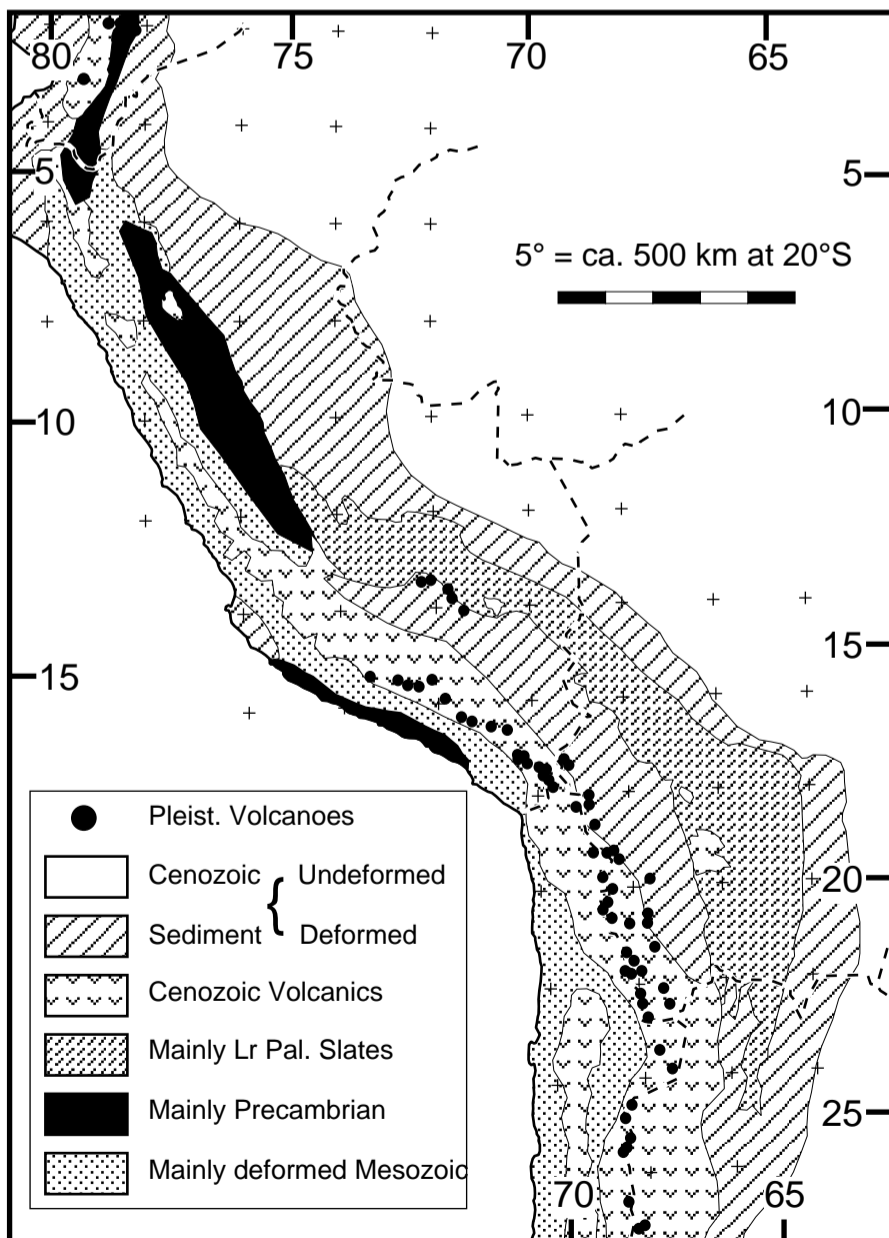 80 75 70 65
5 5
5° = ca. 500 km at 20°S
10 10
15
15
Pleist. Volcanoes
Cenozoic { Undeformed
20
Sediment Deformed
Cenozoic Volcanics
Mainly Lr Pal. Slates
Mainly Precambrian
25
Mainly deformed Mesozoic
70 65